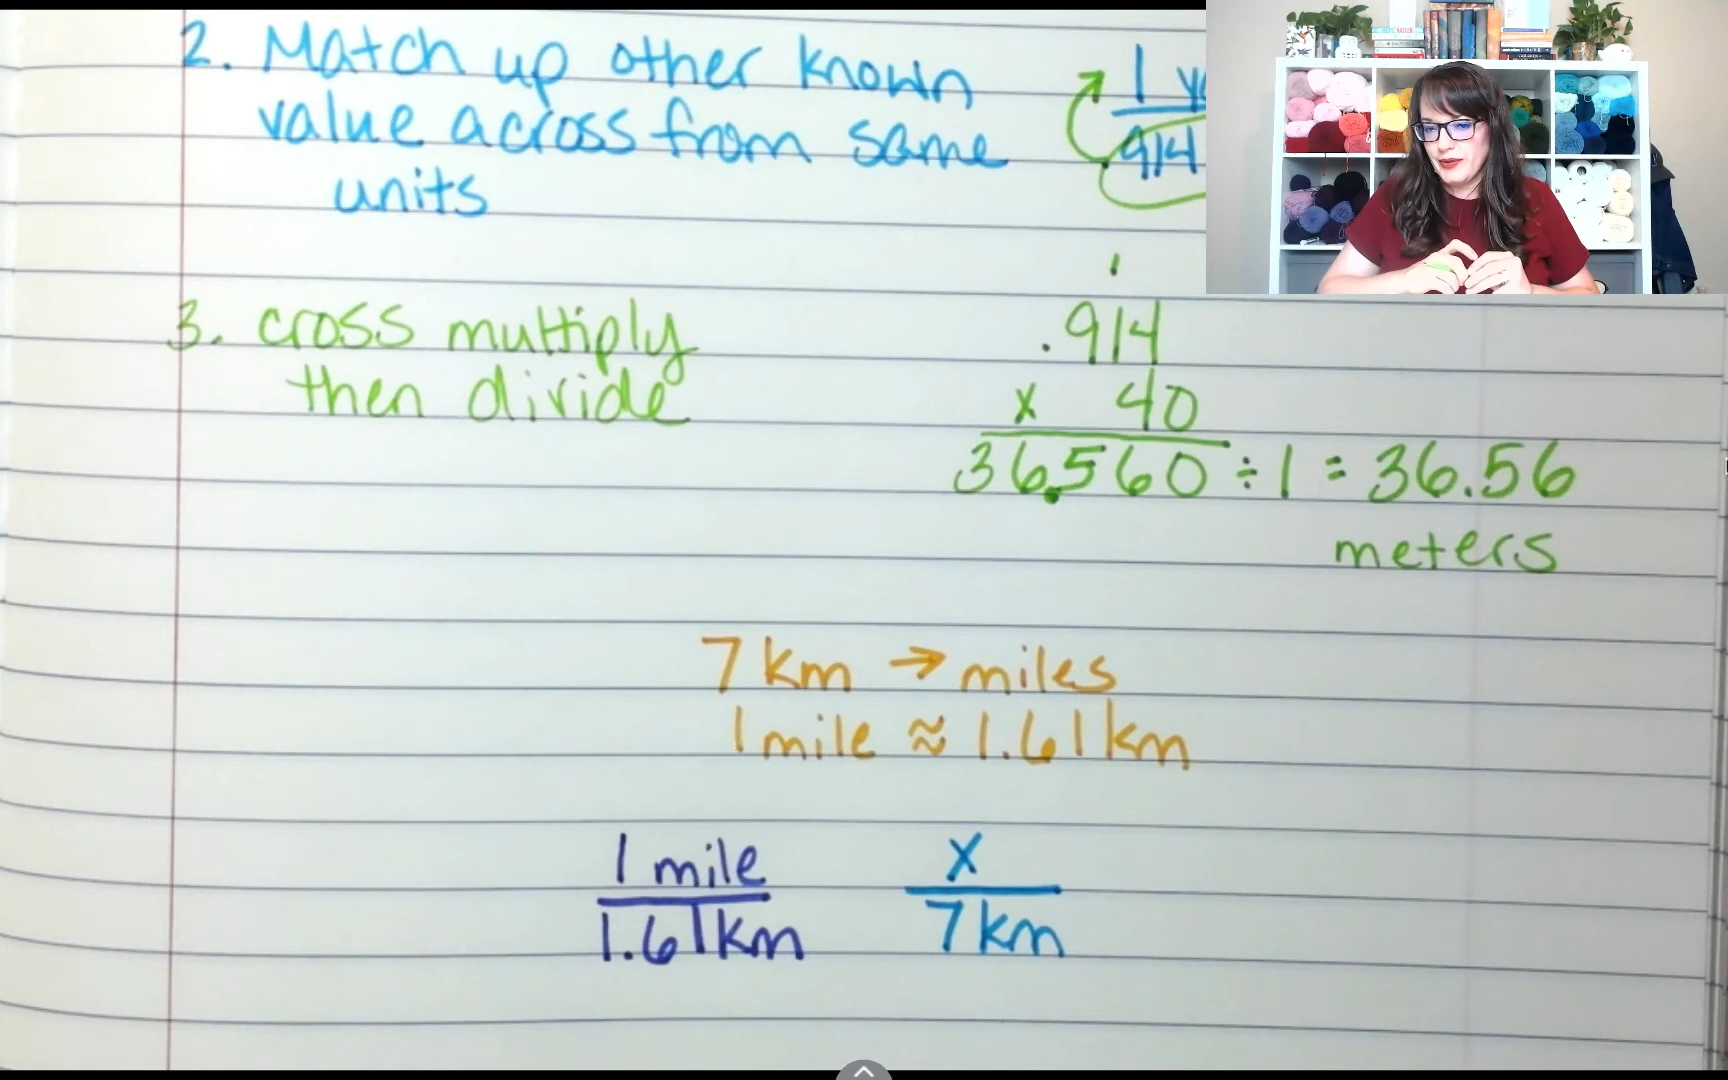 2. Match up other known
value across from same
units
1
.914
3. cross multiply
then divide
1
.914
x 40
36.560 ÷ 1 = 36.56
meters
7 km → miles
1 mile ≈ 1.61 km
1 mile
1.61 km
x
7 km